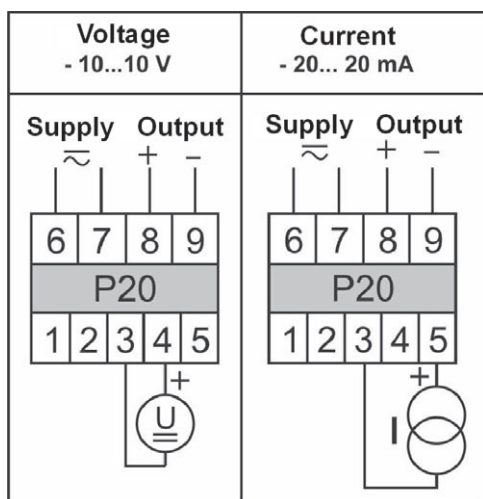 Voltage
- 10...10 V
Supply Output
+ −
6 7 8 9
P20
1 2 3 4 5
+
U
Current
- 20... 20 mA
Supply Output
+ −
6 7 8 9
P20
1 2 3 4 5
+
I